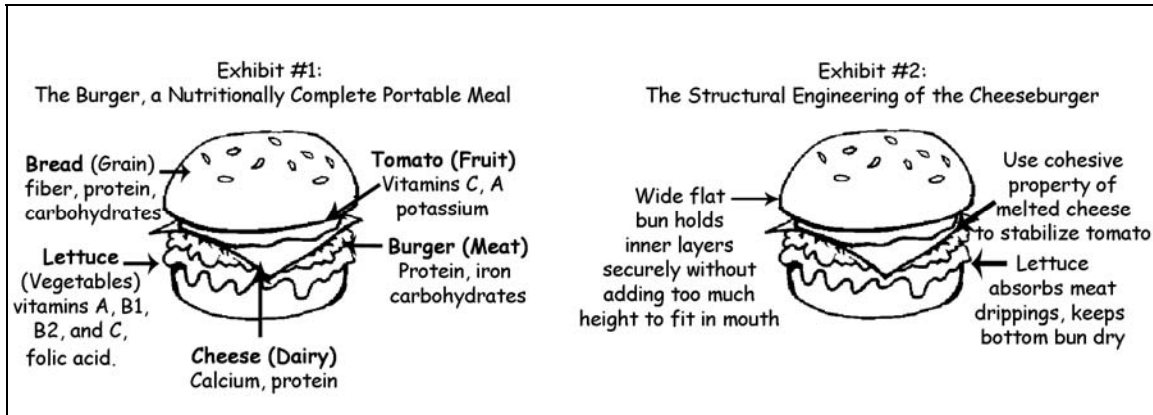 Exhibit #1:
The Burger, a Nutritionally Complete Portable Meal
Bread (Grain)
fiber, protein,
carbohydrates
Tomato (Fruit)
Vitamins C, A
potassium
Lettuce
(Vegetables)
vitamins A, B1,
B2, and C,
folic acid.
Burger (Meat)
Protein, iron
carbohydrates
Cheese (Dairy)
Calcium, protein
Exhibit #2:
The Structural Engineering of the Cheeseburger
Wide flat
bun holds
inner layers
securely without
adding too much
height to fit in mouth
Use cohesive
property of
melted cheese
to stabilize tomato
Lettuce
absorbs meat
drippings, keeps
bottom bun dry